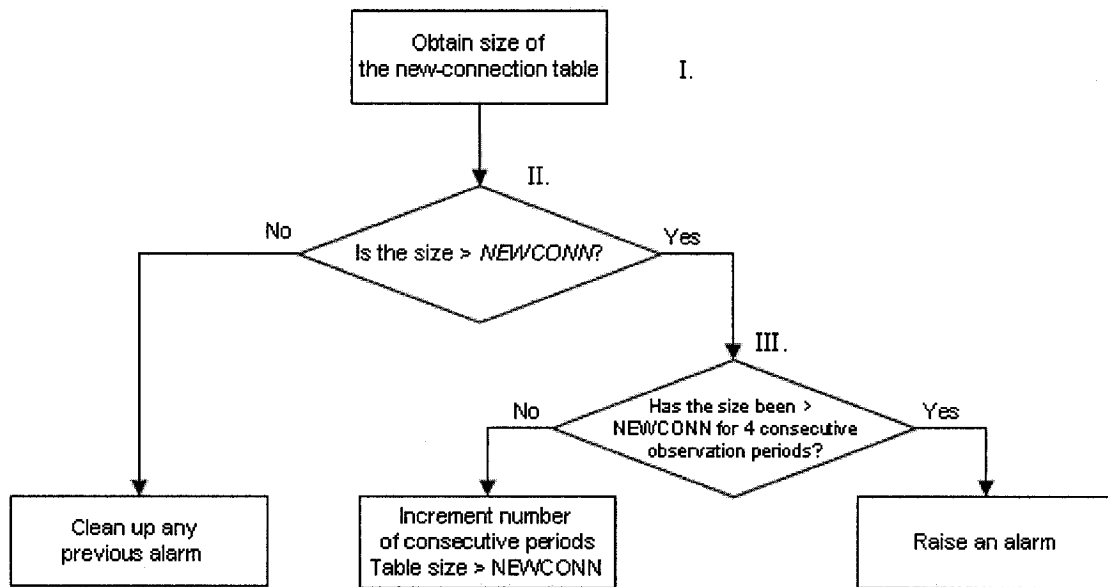 Obtain size of
the new-connection table
I.
II.
No
Is the size > NEWCONN?
Yes
III.
No
Has the size been >
NEWCONN for 4 consecutive
observation periods?
Yes
Clean up any
previous alarm
Increment number
of consecutive periods
Table size > NEWCONN
Raise an alarm